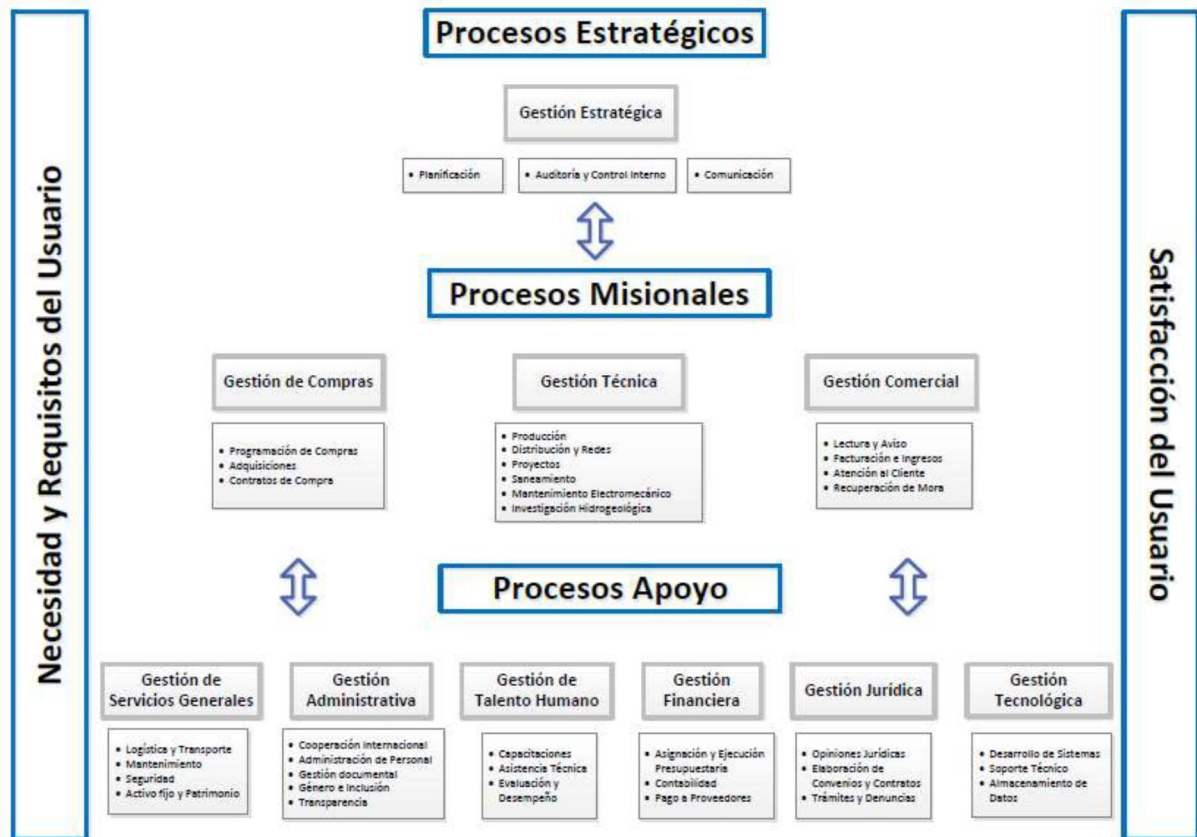 Necesidad y Requisitos del Usuario
Procesos Estratégicos
Gestión Estratégica
• Planificación
• Auditoría y Control Interno
• Comunicación
Procesos Misionales
Gestión de Compras
• Programación de Compras
• Adquisiciones
• Contratos de Compra
Gestión Técnica
• Producción
• Distribución y Redes
• Proyectos
• Saneamiento
• Mantenimiento Electromecánico
• Investigación Hidrogeológica
Gestión Comercial
• Lectura y Aviso
• Facturación e Ingresos
• Atención al Cliente
• Recuperación de Mora
Procesos Apoyo
Gestión de
Servicios Generales
• Logística y Transporte
• Mantenimiento
• Seguridad
• Activo fijo y Patrimonio
Gestión
Administrativa
• Cooperación Internacional
• Administración de Personal
• Gestión documental
• Género e Inclusión
• Transparencia
Gestión de
Talento Humano
• Capacitaciones
• Asistencia Técnica
• Evaluación y
Desempeño
Gestión
Financiera
• Asignación y Ejecución
Presupuestaria
• Contabilidad
• Pago a Proveedores
Gestión Jurídica
• Opiniones Jurídicas
• Elaboración de
Convenios y Contratos
• Trámites y Denuncias
Gestión
Tecnológica
• Desarrollo de Sistemas
• Soporte Técnico
• Almacenamiento de
Datos
Satisfacción del Usuario